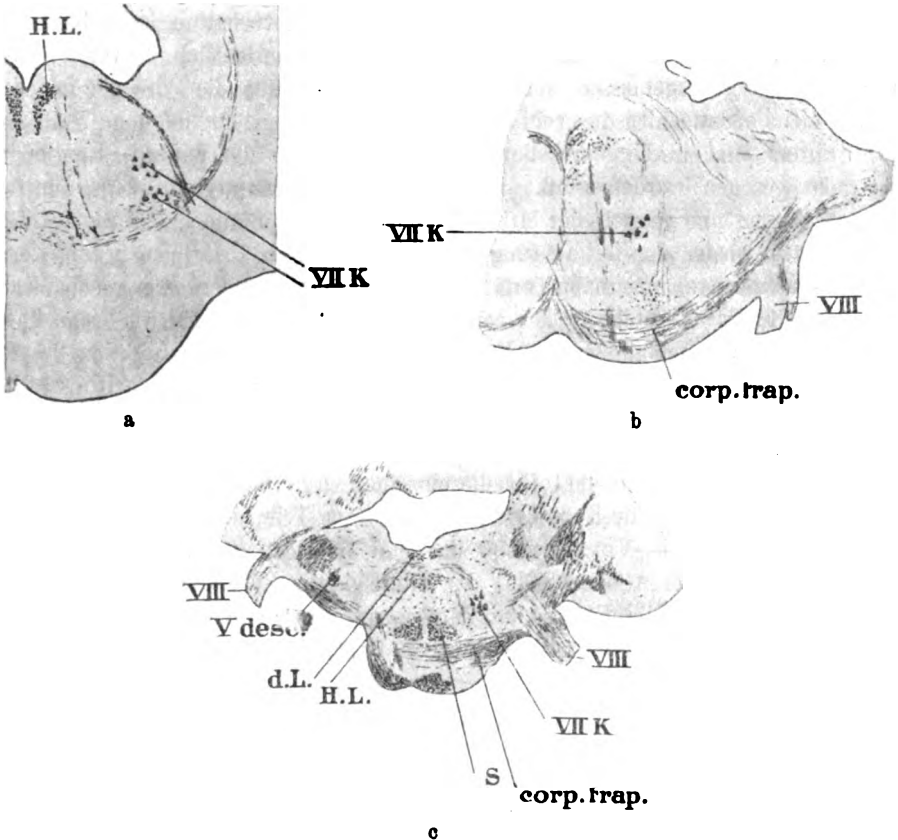 H.L.
VII K
a
VII K
VIII
corp.trap.
b
VIII
V desc.
d.L.
H.L.
VIII
VII K
S
corp.trap.
c